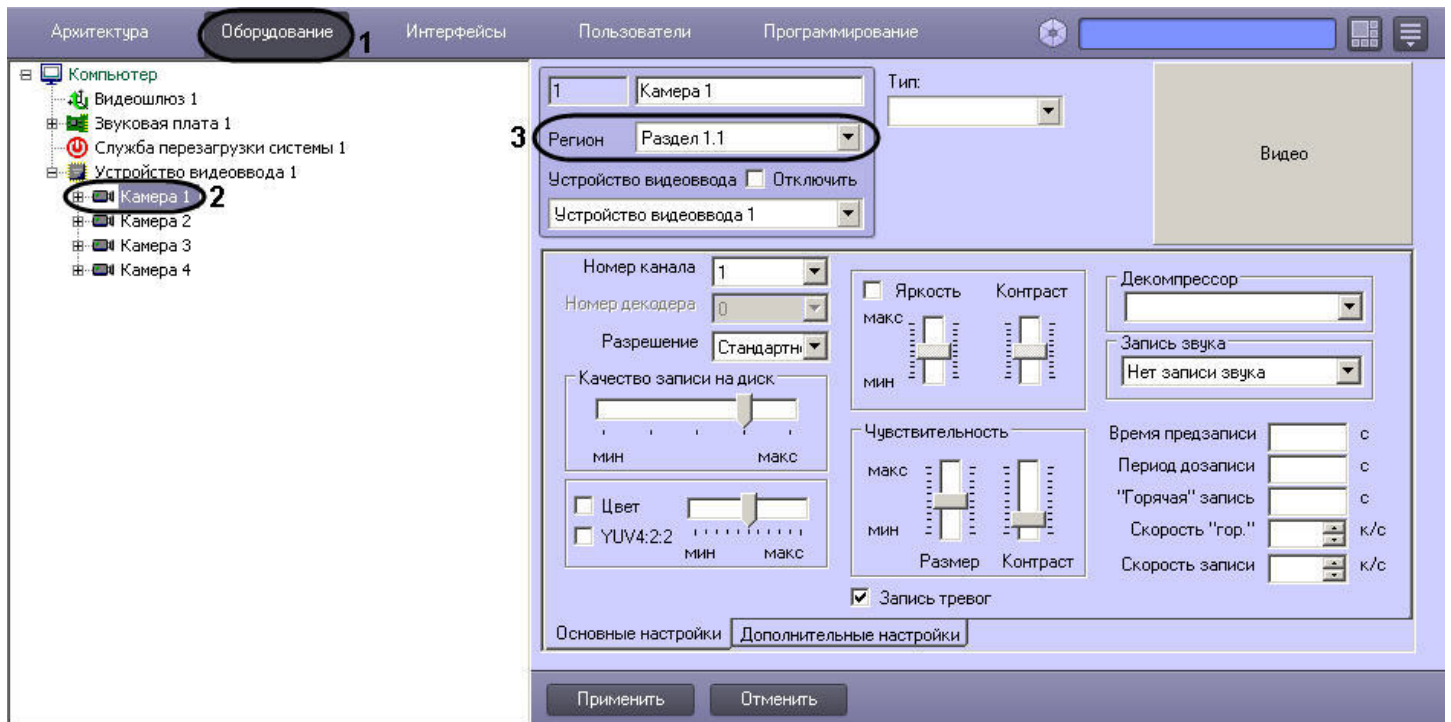 Архитектура Оборудование 1 Интерфейсы Пользователи Программирование
Компьютер
Видеошлюз 1
Звуковая плата 1
Служба перезагрузки системы 1
Устройство видеоввода 1
Камера 1 2
Камера 2
Камера 3
Камера 4
1 Камера 1 Тип:
3 Регион Раздел 1.1
Устройство видеоввода Отключить
Устройство видеоввода 1
Видео
Номер канала 1
Номер декодера 0
Разрешение Стандартн
Качество записи на диск
мин макс
Цвет
YUV4:2:2
мин макс
Яркость Контраст
макс
мин
Чувствительность
макс
мин
Размер Контраст
Запись тревог
Декомпрессор
Запись звука
Нет записи звука
Время предзаписи с
Период дозаписи с
"Горячая" запись с
Скорость "гор." к/с
Скорость записи к/с
Основные настройки Дополнительные настройки
Применить Отменить